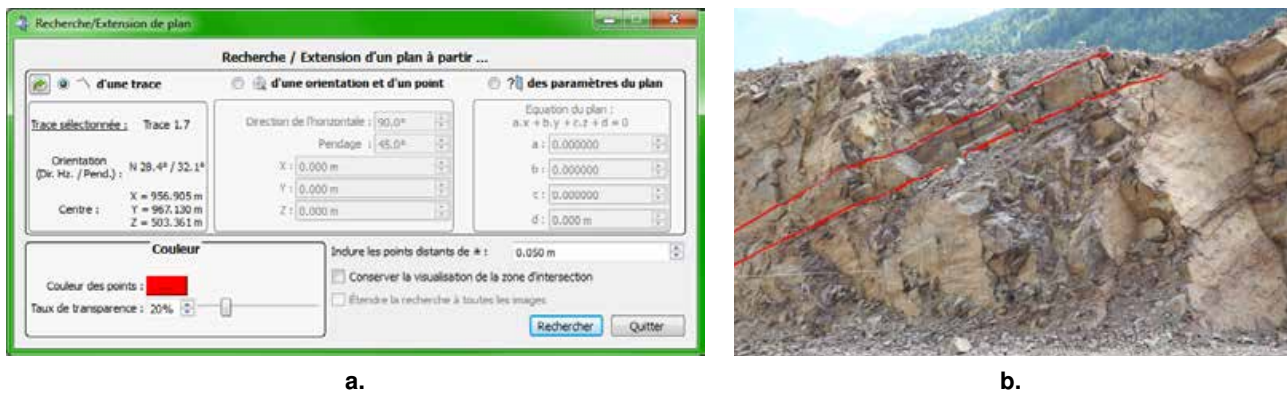 Recherche/Extension de plan
Recherche / Extension d'un plan à partir ...
d'une trace
d'une orientation et d'un point
des paramètres du plan
Trace sélectionnée : Trace 1.7
Orientation
(Dir. Hz. / Pend.) : N 28.4° / 32.1°
Centre :
X = 956.905 m
Y = 967.130 m
Z = 503.361 m
Direction de l'horizontale : 90.0°
Pendage : 45.0°
X : 0.000 m
Y : 0.000 m
Z : 0.000 m
Equation du plan :
a.x + b.y + c.z + d = 0
a : 0.000000
b : 0.000000
c : 0.000000
d : 0.000 m
Couleur
Couleur des points :
Taux de transparence : 20%
Inclure les points distants de ± : 0.050 m
Conserver la visualisation de la zone d'intersection
Étendre la recherche à toutes les images
Rechercher
Quitter
a.
b.